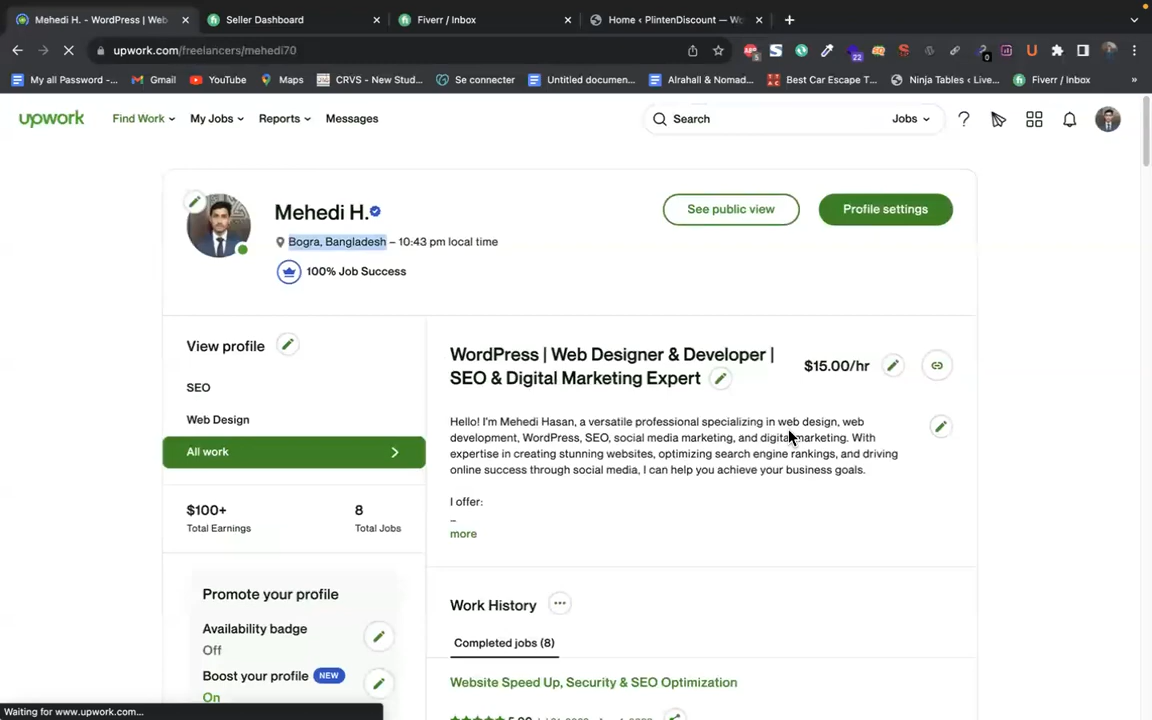 Mehedi H. - WordPress | Web
Seller Dashboard
Fiverr / Inbox
Home ‹ PlintenDiscount — Wo
upwork.com/freelancers/mehedi70
5
22
0
My all Password -...
Gmail
YouTube
Maps
CRVS - New Stud...
Se connecter
Untitled documen...
Alrahall & Nomad...
Best Car Escape T...
Ninja Tables ‹ Live...
Fiverr / Inbox
»
upwork
Find Work
My Jobs
Reports
Messages
Search
Jobs
?
Mehedi H.
See public view
Profile settings
Bogra, Bangladesh – 10:43 pm local time
100% Job Success
View profile
SEO
Web Design
All work
$100+
8
Total Earnings
Total Jobs
Promote your profile
Availability badge
Off
Boost your profile NEW
On
WordPress | Web Designer & Developer |
SEO & Digital Marketing Expert
$15.00/hr
Hello! I'm Mehedi Hasan, a versatile professional specializing in web design, web
development, WordPress, SEO, social media marketing, and digital marketing. With
expertise in creating stunning websites, optimizing search engine rankings, and driving
online success through social media, I can help you achieve your business goals.
I offer:
–
more
Work History
Completed jobs (8)
Website Speed Up, Security & SEO Optimization
Waiting for www.upwork.com...